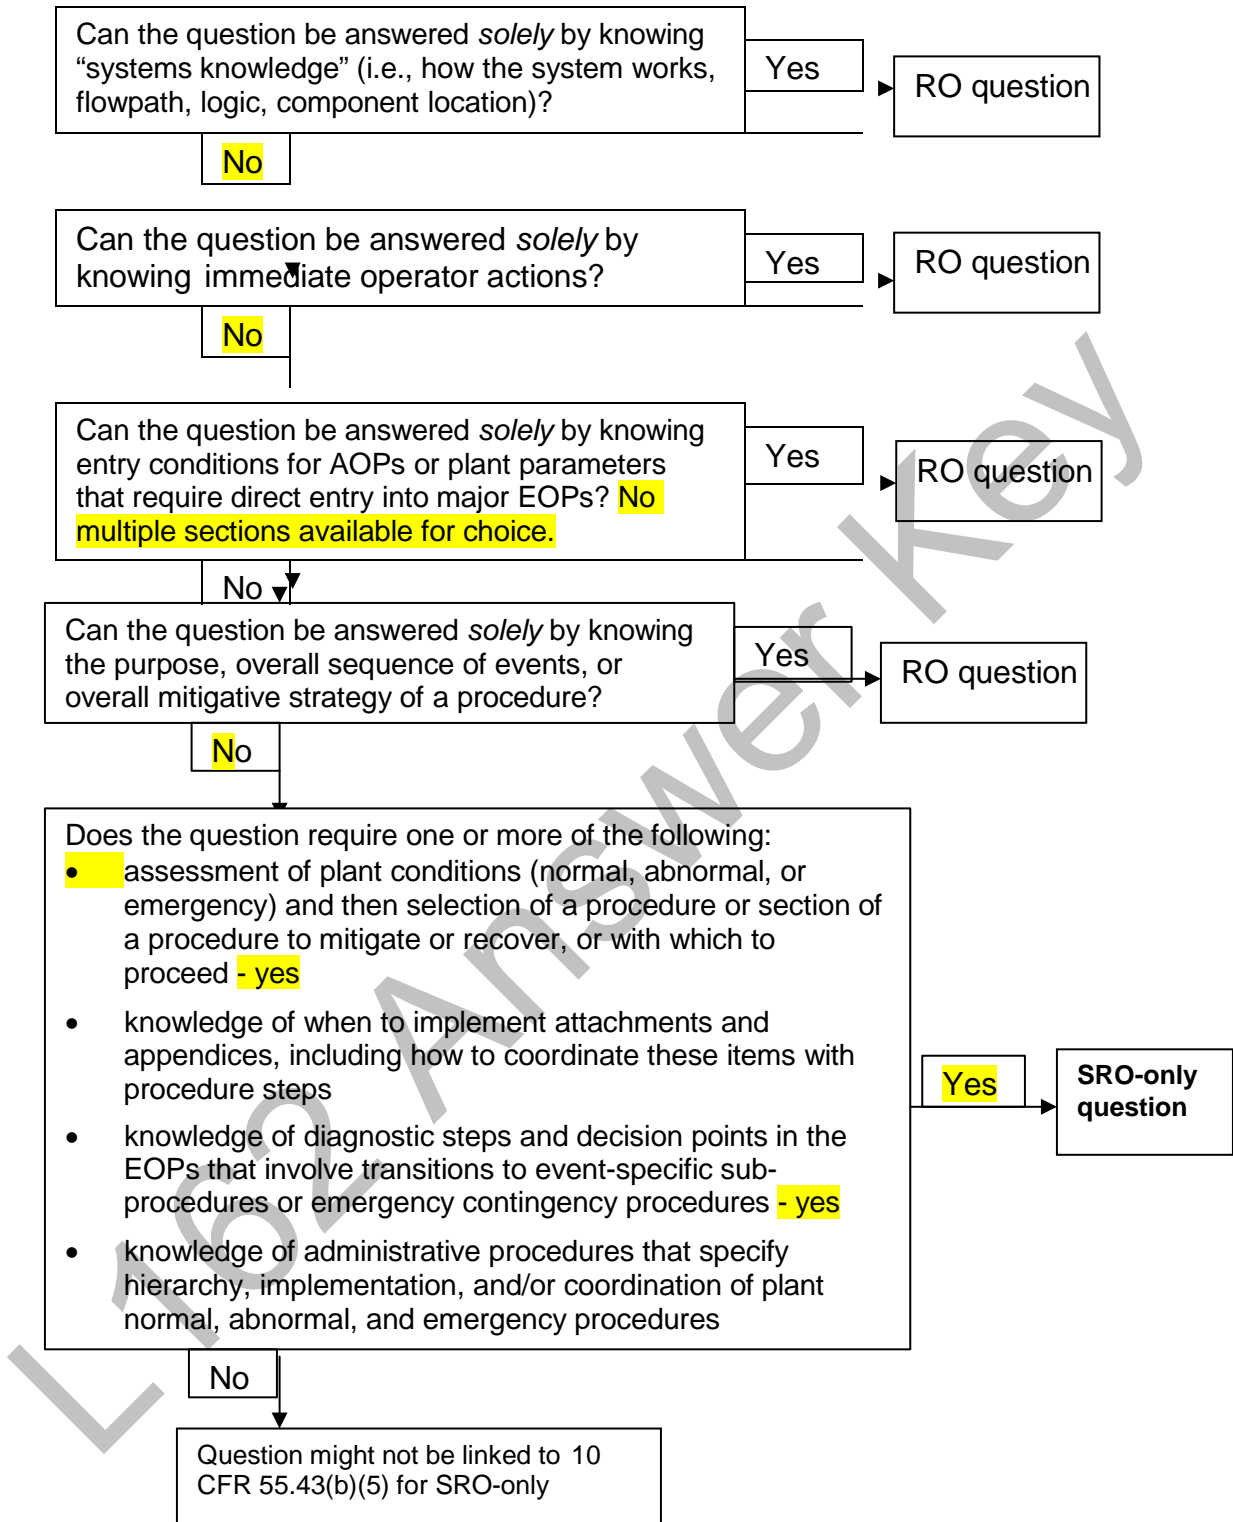 Can the question be answered solely by knowing
“systems knowledge” (i.e., how the system works,
flowpath, logic, component location)?
Yes
RO question
No
Can the question be answered solely by
knowing immediate operator actions?
Yes
RO question
No
Can the question be answered solely by knowing
entry conditions for AOPs or plant parameters
that require direct entry into major EOPs? No
multiple sections available for choice.
Yes
RO question
No
Can the question be answered solely by knowing
the purpose, overall sequence of events, or
overall mitigative strategy of a procedure?
Yes
RO question
No
Does the question require one or more of the following:
• assessment of plant conditions (normal, abnormal, or
emergency) and then selection of a procedure or section of
a procedure to mitigate or recover, or with which to
proceed - yes
• knowledge of when to implement attachments and
appendices, including how to coordinate these items with
procedure steps
• knowledge of diagnostic steps and decision points in the
EOPs that involve transitions to event-specific sub-
procedures or emergency contingency procedures - yes
• knowledge of administrative procedures that specify
hierarchy, implementation, and/or coordination of plant
normal, abnormal, and emergency procedures
Yes
SRO-only
question
No
Question might not be linked to 10
CFR 55.43(b)(5) for SRO-only
L162 Answer Key